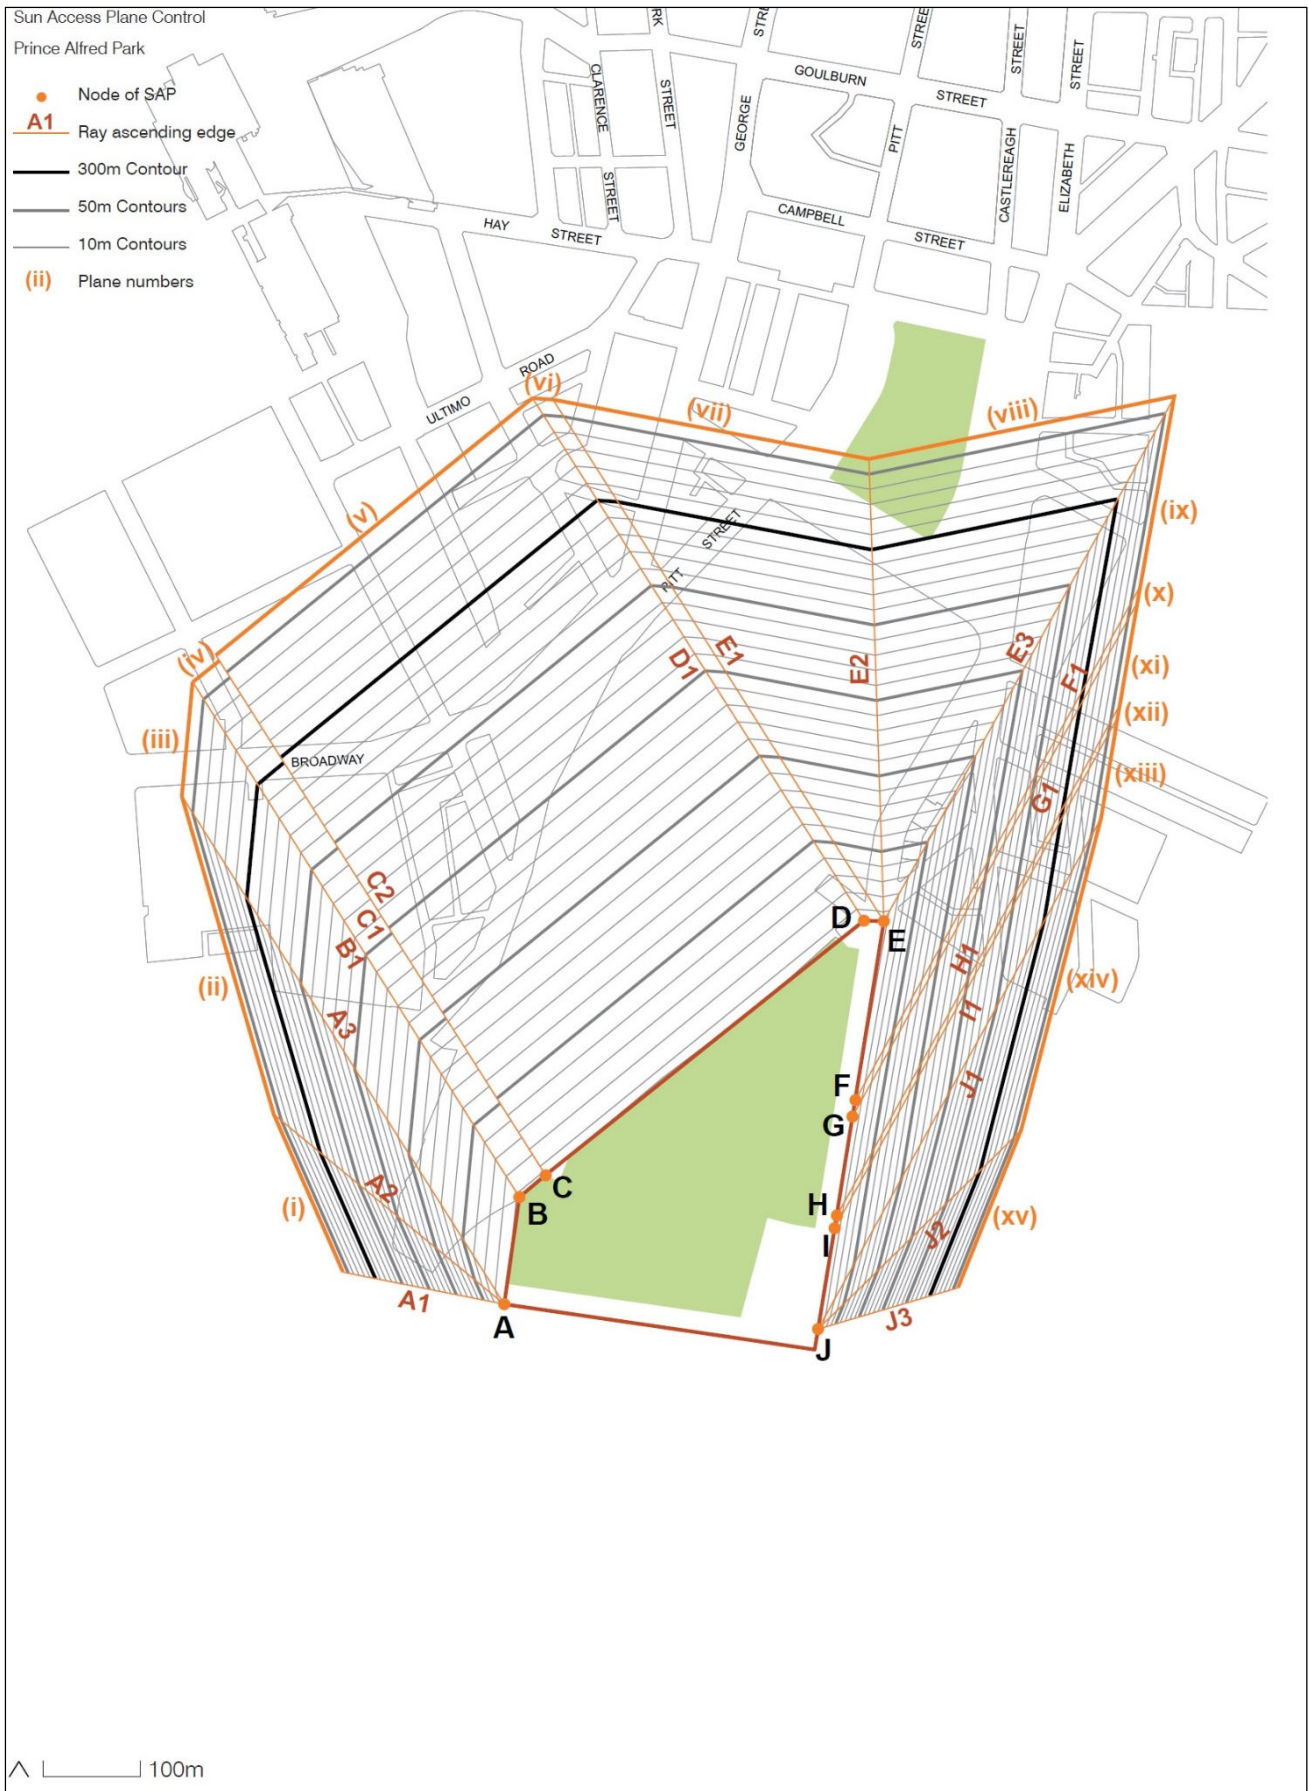 Sun Access Plane Control
Prince Alfred Park
Node of SAP
A1
Ray ascending edge
300m Contour
50m Contours
10m Contours
(ii)
Plane numbers
CLARENCE
STREET
STREET
GEORGE
GOULBURN
STREET
PITT
STREET
STREET
CASTLEREAGH
ELIZABETH
CAMPBELL
STREET
HAY
STREET
STREET
ROAD
ULTIMO
(vi)
(vii)
(viii)
(v)
(ix)
STREET
PITT
(x)
(iv)
(iii)
D1
E1
E2
E3
F1
(xi)
(xii)
BROADWAY
(xiii)
G1
C2
C1
B1
D
E
H1
(ii)
A3
I1
(xiv)
J1
F
G
A2
C
B
(i)
H
I
J2
(xv)
A1
A
J3
J
100m